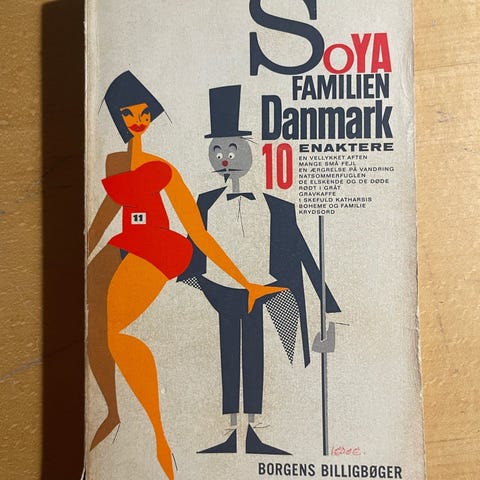 SOYA
FAMILIEN
Danmark
10 ENAKTERE
EN VELLYKKET AFTEN
MANGE SMÅ FEJL
EN ÆRGRELSE PÅ VANDRING
NATSOMMERFUGLEN
DE ELSKENDE OG DE DØDE
RØDT I GRÅT
GRAVKAFFE
1 SKEFULD KATHARSIS
BOHEME OG FAMILIE
KRYDSORD
11
BORGENS BILLIGBØGER